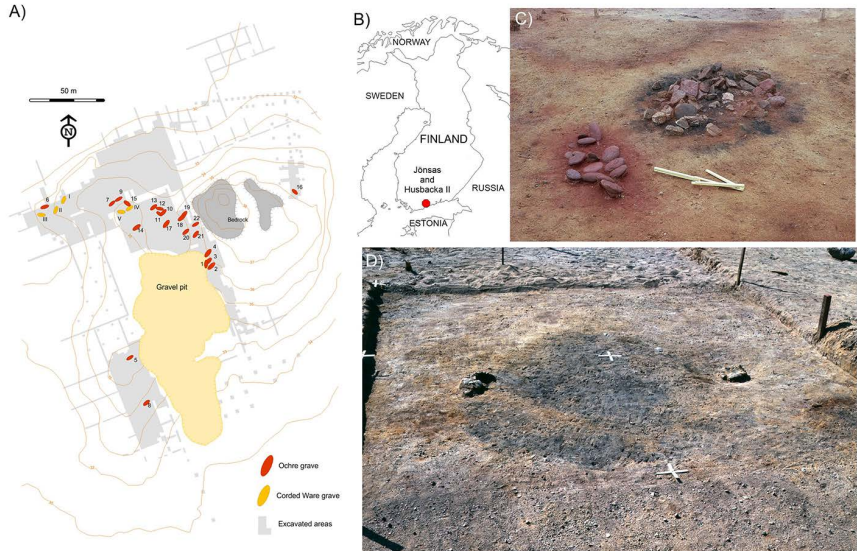 A)
50 m
N
6
I
II
III
7
9
15
IV
V
14
13
12
10
11
17
18
19
22
20
21
4
3
1
2
16
Bedrock
Gravel pit
5
8
Ochre grave
Corded Ware grave
Excavated areas
B)
NORWAY
SWEDEN
FINLAND
Jönsas
and
Husbacka II
RUSSIA
ESTONIA
C)
D)